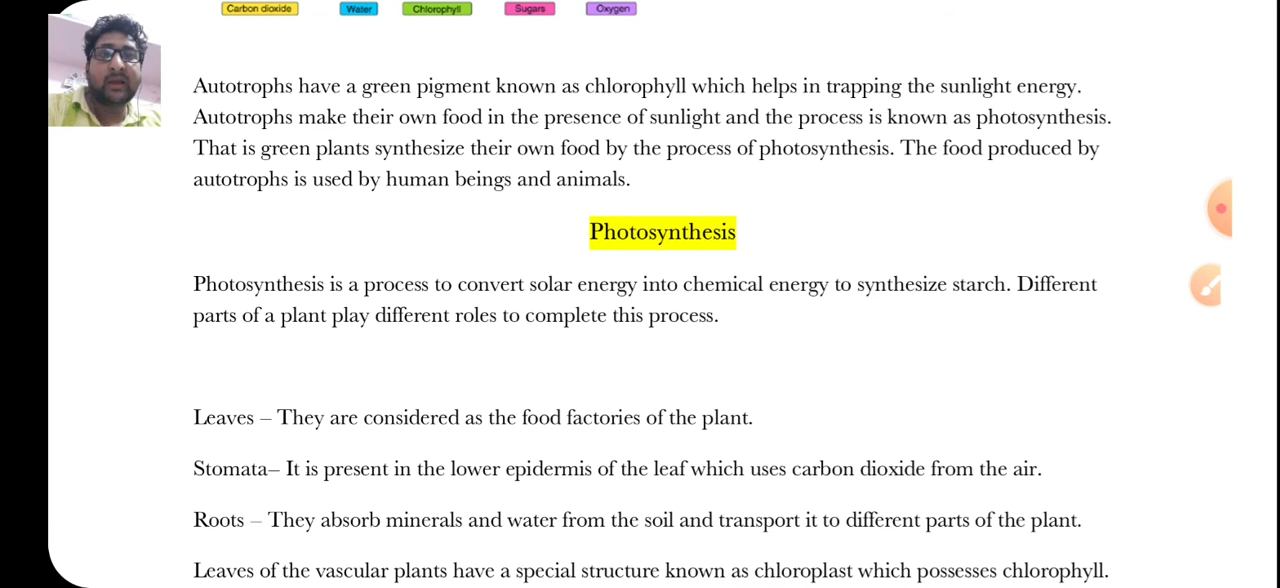 Carbon dioxide Water Chlorophyll Sugars Oxygen
Autotrophs have a green pigment known as chlorophyll which helps in trapping the sunlight energy.
Autotrophs make their own food in the presence of sunlight and the process is known as photosynthesis.
That is green plants synthesize their own food by the process of photosynthesis. The food produced by
autotrophs is used by human beings and animals.
Photosynthesis
Photosynthesis is a process to convert solar energy into chemical energy to synthesize starch. Different
parts of a plant play different roles to complete this process.
Leaves – They are considered as the food factories of the plant.
Stomata– It is present in the lower epidermis of the leaf which uses carbon dioxide from the air.
Roots – They absorb minerals and water from the soil and transport it to different parts of the plant.
Leaves of the vascular plants have a special structure known as chloroplast which possesses chlorophyll.